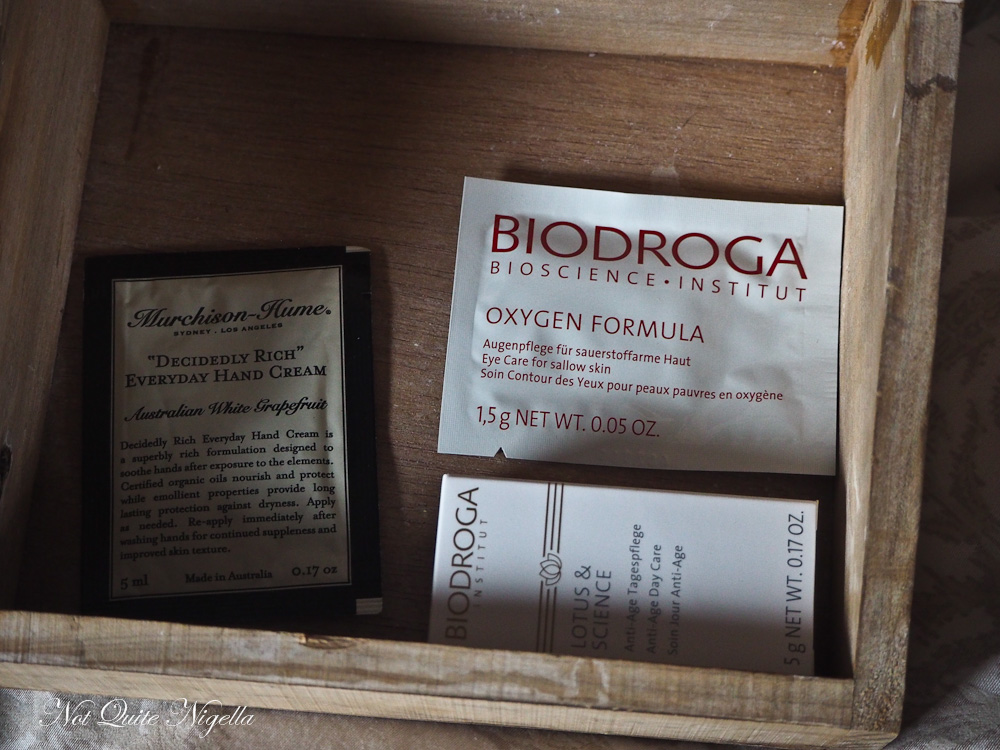 Murchison-Hume®
SYDNEY . LOS ANGELES
"DECIDEDLY RICH"
EVERYDAY HAND CREAM
Australian White Grapefruit
Decidedly Rich Everyday Hand Cream is
a superbly rich formulation designed to
soothe hands after exposure to the elements.
Certified organic oils nourish and protect
while emollient properties provide long
lasting protection against dryness. Apply
as needed. Re-apply immediately after
washing hands for continued suppleness and
improved skin texture.
5 ml Made in Australia 0.17 oz
BIODROGA
BIOSCIENCE • INSTITUT
OXYGEN FORMULA
Augenpflege für sauerstoffarme Haut
Eye Care for sallow skin
Soin Contour des Yeux pour peaux pauvres en oxygène
1,5 g NET WT. 0.05 OZ.
BIODROGA
INSTITUT
LOTUS &
SCIENCE
Anti-Age Tagespflege
Anti-Age Day Care
Soin Jour Anti-Age
5 g NET WT. 0.17 OZ.
Not Quite Nigella